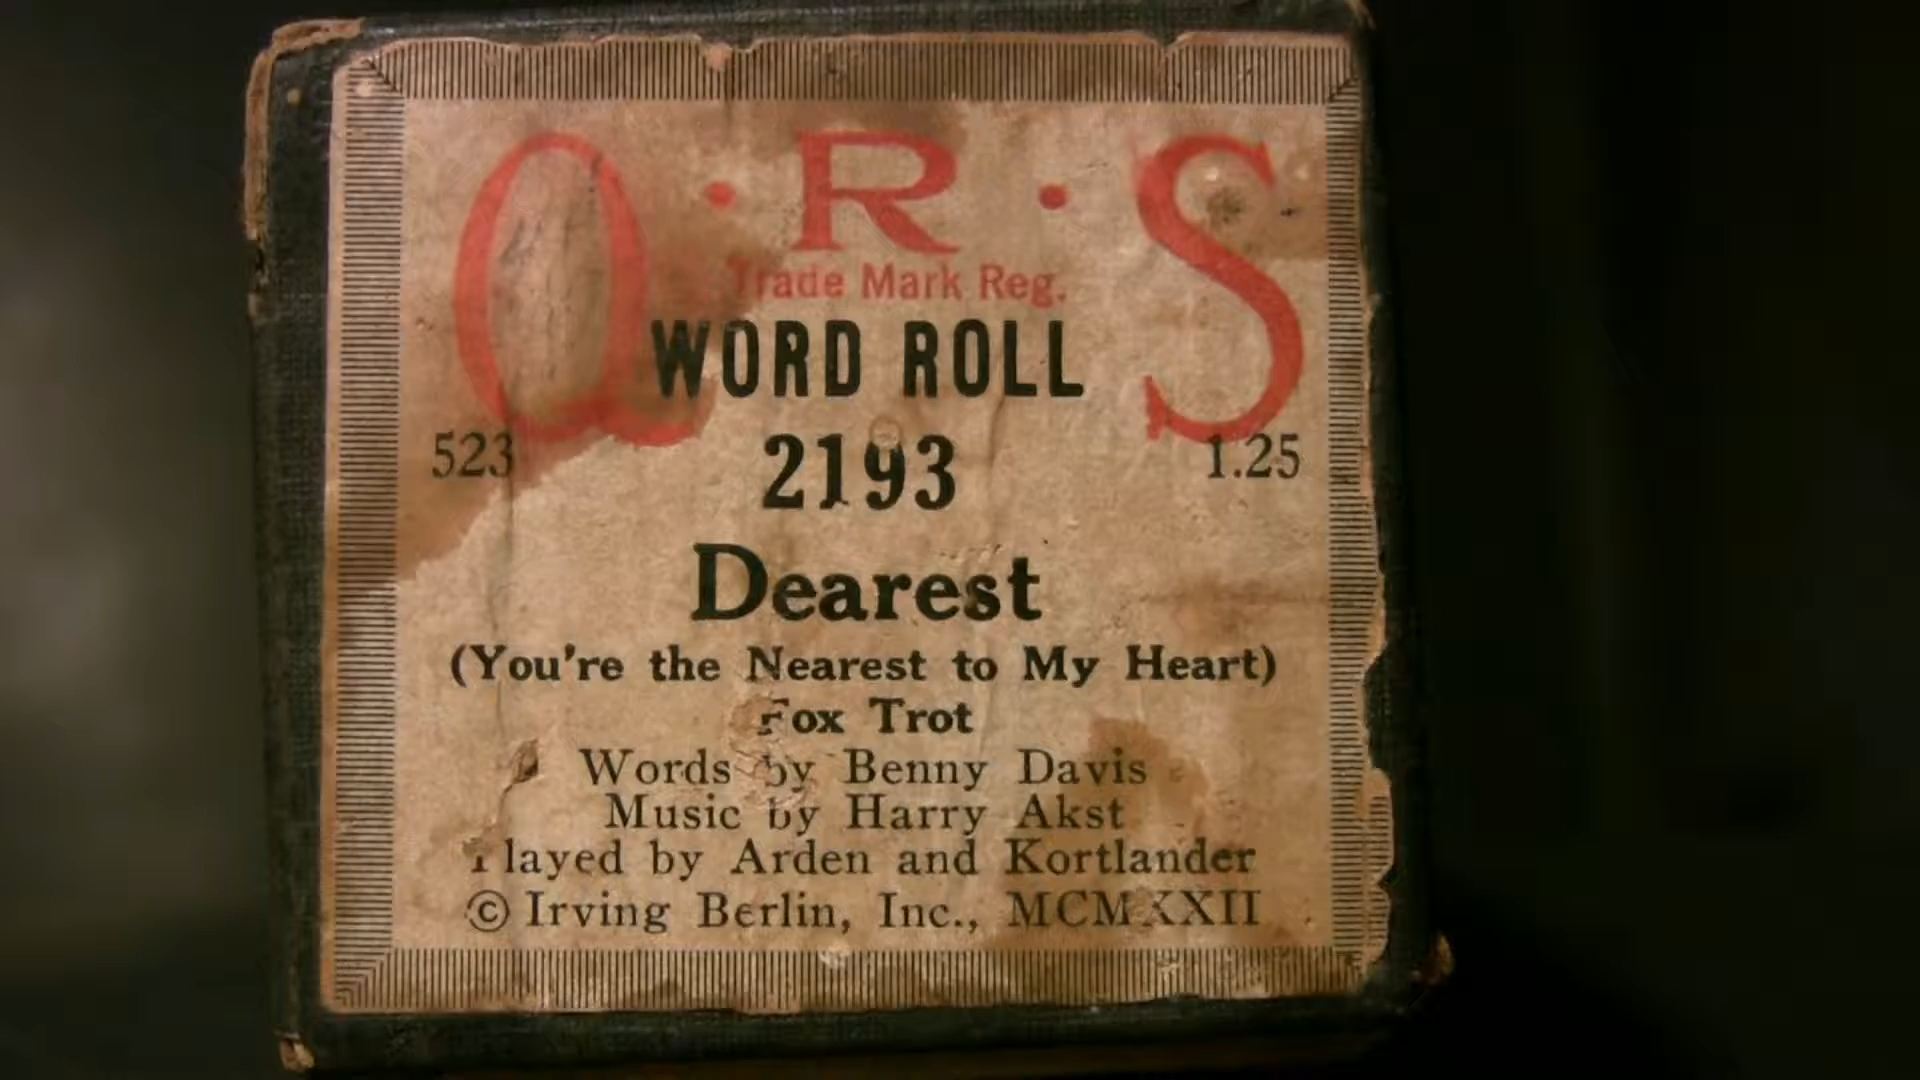 Q·R·S
Trade Mark Reg.
WORD ROLL
523 2193 1.25
Dearest
(You're the Nearest to My Heart)
Fox Trot
Words by Benny Davis
Music by Harry Akst
Played by Arden and Kortlander
© Irving Berlin, Inc., MCMXXII